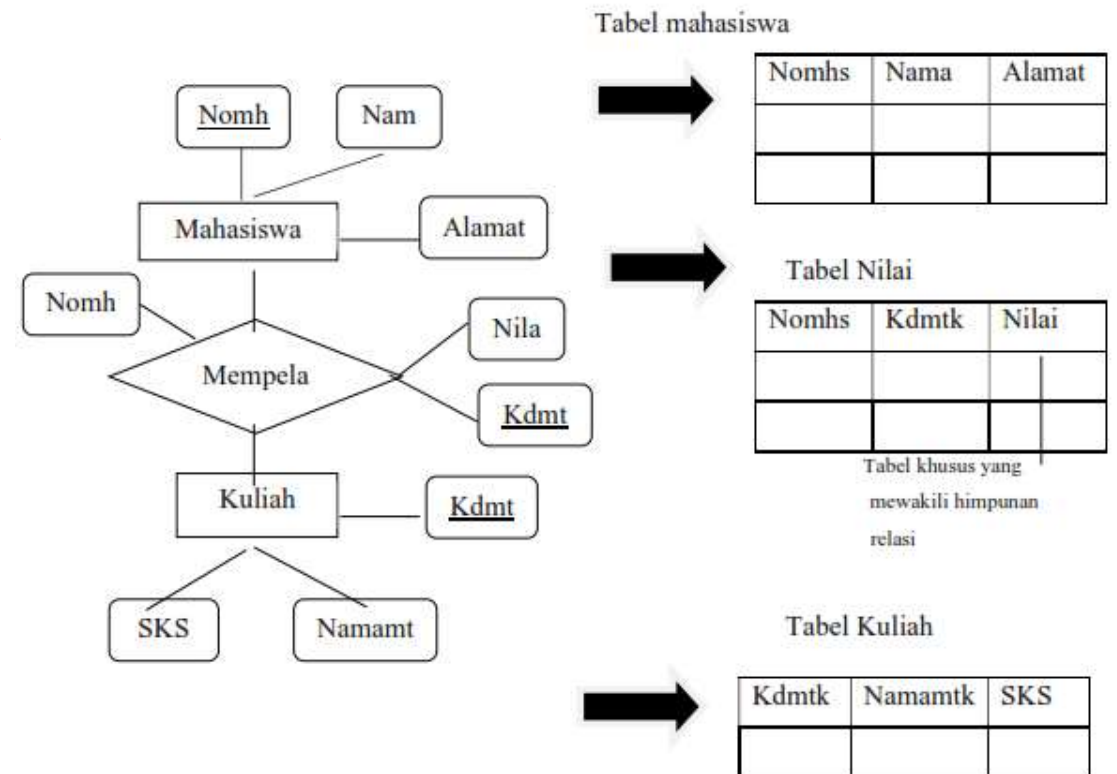 Tabel mahasiswa
Nomhs Nama Alamat
Nomh
Nam
Mahasiswa
Alamat
Nomh
Mempela
Nila
Kdmt
Kuliah
Kdmt
SKS
Namamt
Tabel Nilai
Nomhs Kdmtk Nilai
Tabel khusus yang
mewakili himpunan
relasi
Tabel Kuliah
Kdmtk Namamtk SKS